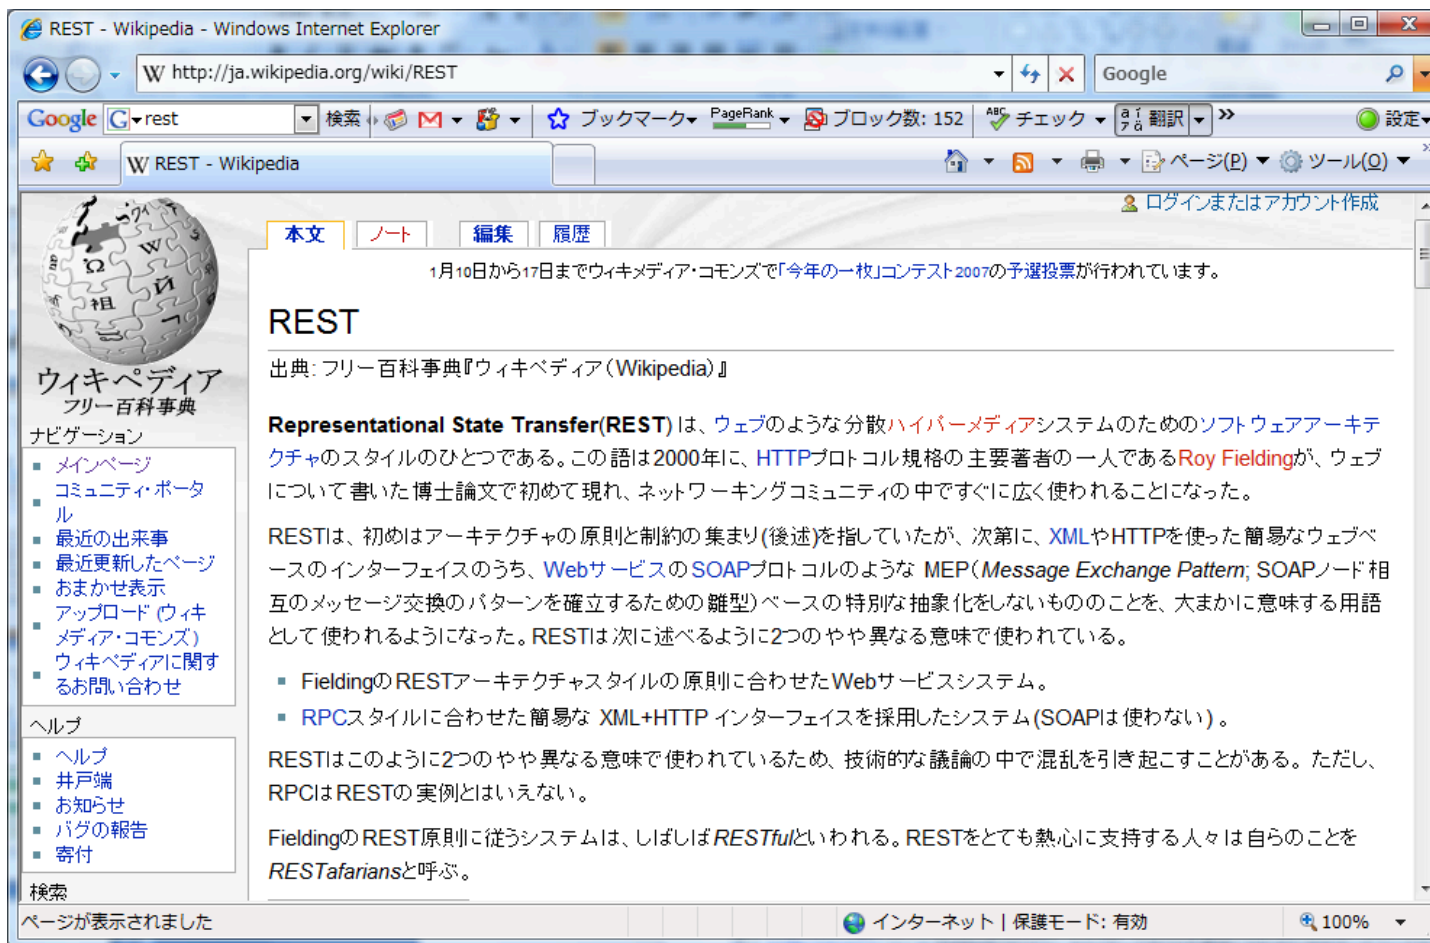 REST - Wikipedia - Windows Internet Explorer
http://ja.wikipedia.org/wiki/REST
Google
Google rest 検索 ブックマーク PageRank ブロック数: 152 ABC チェック 翻訳 » 設定
REST - Wikipedia
ページ(P) ツール(O) »
ログインまたはアカウント作成
本文 ノート 編集 履歴
1月10日から17日までウィキメディア・コモンズで「今年の一枚」コンテスト2007の予選投票が行われています。
REST
出典: フリー百科事典『ウィキペディア(Wikipedia)』
Representational State Transfer(REST) は、ウェブのような分散ハイパーメディアシステムのためのソフトウェアアーキテ
クチャのスタイルのひとつである。この語は2000年に、HTTPプロトコル規格の主要著者の一人であるRoy Fieldingが、ウェブ
について書いた博士論文で初めて現れ、ネットワーキングコミュニティの中ですぐに広く使われることになった。
RESTは、初めはアーキテクチャの原則と制約の集まり(後述)を指していたが、次第に、XMLやHTTPを使った簡易なウェブベ
ースのインターフェイスのうち、WebサービスのSOAPプロトコルのような MEP(Message Exchange Pattern; SOAPノード相
互のメッセージ交換のパターンを確立するための雛型)ベースの特別な抽象化をしないもののことを、大まかに意味する用語
として使われるようになった。RESTは次に述べるように2つのやや異なる意味で使われている。
FieldingのRESTアーキテクチャスタイルの原則に合わせたWebサービスシステム。
RPCスタイルに合わせた簡易な XML+HTTP インターフェイスを採用したシステム(SOAPは使わない) 。
RESTはこのように2つのやや異なる意味で使われているため、技術的な議論の中で混乱を引き起こすことがある。ただし、
RPCはRESTの実例とはいえない。
FieldingのREST原則に従うシステムは、しばしばRESTfulといわれる。RESTをとても熱心に支持する人々は自らのことを
RESTafariansと呼ぶ。
ウィキペディア
フリー百科事典
ナビゲーション
メインページ
コミュニティ・ポータ
ル
最近の出来事
最近更新したページ
おまかせ表示
アップロード (ウィキ
メディア・コモンズ)
ウィキペディアに関す
るお問い合わせ
ヘルプ
ヘルプ
井戸端
お知らせ
バグの報告
寄付
検索
ページが表示されました
インターネット | 保護モード: 有効
100%